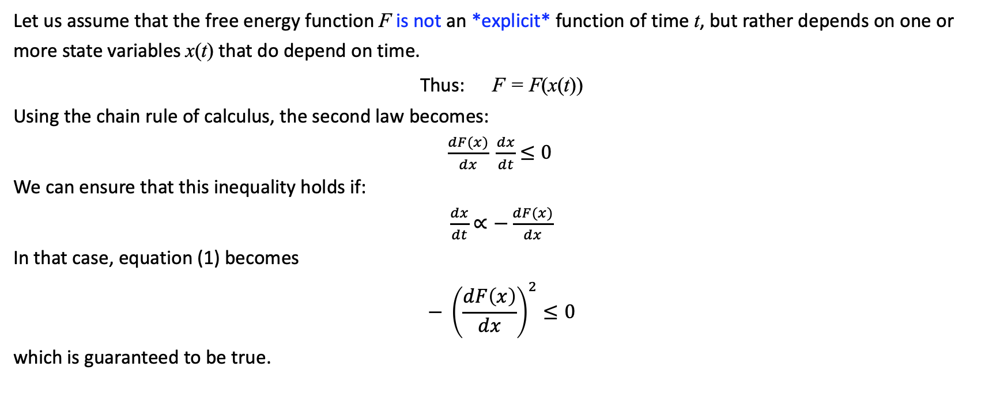 Let us assume that the free energy function F is not an *explicit* function of time t, but rather depends on one or
more state variables x(t) that do depend on time.
Thus: F = F(x(t))
Using the chain rule of calculus, the second law becomes:
\frac{dF(x)}{dx} \frac{dx}{dt} ≤ 0
We can ensure that this inequality holds if:
\frac{dx}{dt} ∝ − \frac{dF(x)}{dx}
In that case, equation (1) becomes
− \left(\frac{dF(x)}{dx}\right)^2 ≤ 0
which is guaranteed to be true.